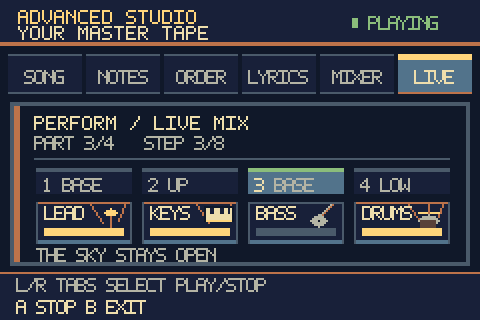 ADVANCED STUDIO
YOUR MASTER TAPE
PLAYING
SONG NOTES ORDER LYRICS MIXER LIVE
PERFORM / LIVE MIX
PART 3/4 STEP 3/8
1 BASE 2 UP 3 BASE 4 LOW
LEAD KEYS BASS DRUMS
THE SKY STAYS OPEN
L/R TABS SELECT PLAY/STOP
A STOP B EXIT